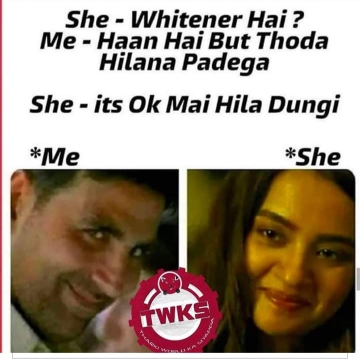 She - Whitener Hai ?
Me - Haan Hai But Thoda
Hilana Padega
She - its Ok Mai Hila Dungi
*Me
*She
TWKS